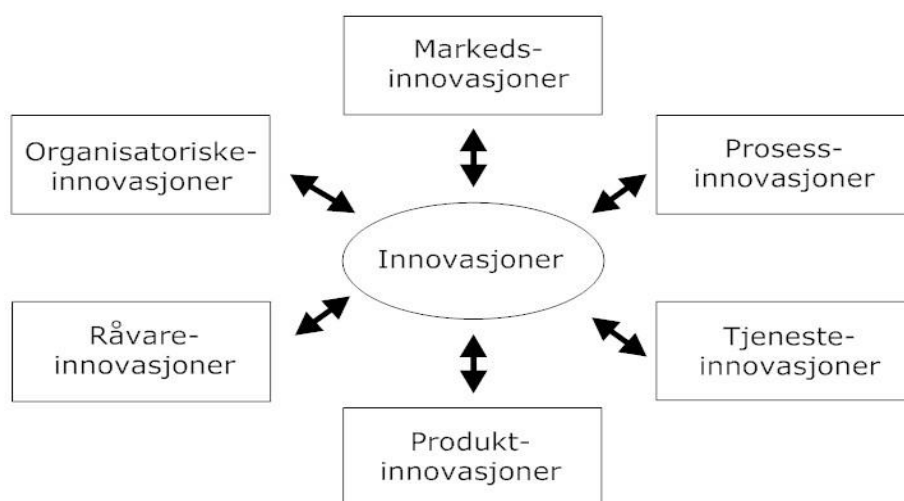 Markeds-
innovasjoner
Organisatoriske-
innovasjoner
Prosess-
innovasjoner
Innovasjoner
Råvare-
innovasjoner
Tjeneste-
innovasjoner
Produkt-
innovasjoner